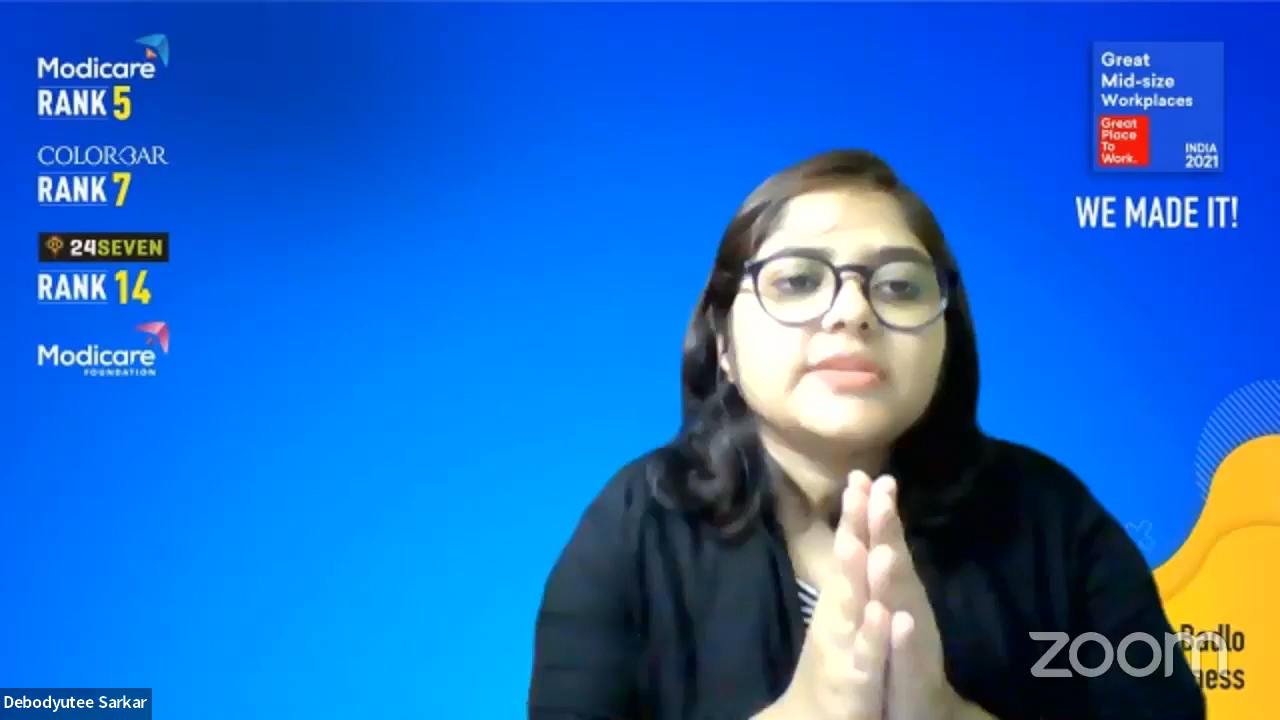 Modicare
RANK 5
COLORBAR
RANK 7
24SEVEN
RANK 14
Modicare
FOUNDATION
Great
Mid-size
Workplaces
Great
Place
To
Work.
INDIA
2021
WE MADE IT!
Badlo
zoom
Debodyutee Sarkar